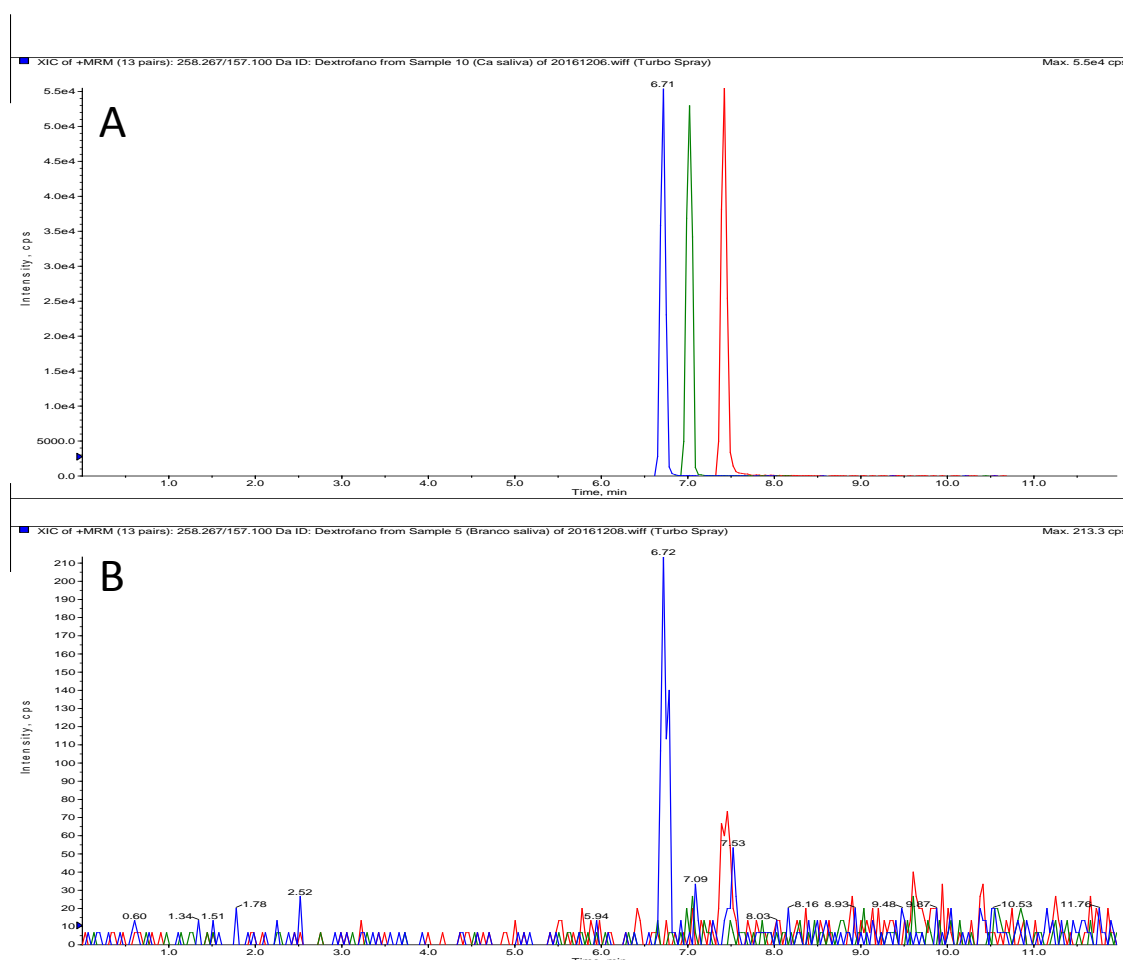 XIC of +MRM (13 pairs): 258.267/157.100 Da ID: Dextrofano from Sample 10 (Ca saliva) of 20161206.wiff (Turbo Spray) Max. 5.5e4 cps
A
6.71
5.5e4
5.0e4
4.5e4
4.0e4
3.5e4
3.0e4
2.5e4
2.0e4
1.5e4
1.0e4
5000.0
0.0
Intensity, cps
1.0 2.0 3.0 4.0 5.0 6.0 7.0 8.0 9.0 10.0 11.0
Time, min
XIC of +MRM (13 pairs): 258.267/157.100 Da ID: Dextrofano from Sample 5 (Branco saliva) of 20161208.wiff (Turbo Spray) Max. 213.3 cps
B
6.72
210
200
190
180
170
160
150
140
130
120
110
100
90
80
70
60
50
40
30
20
10
0
Intensity, cps
7.53
7.09
2.52
0.60 1.34 1.51 1.78 5.94 8.03 8.16 8.93 9.48 9.87 10.53 11.76
1.0 2.0 3.0 4.0 5.0 6.0 7.0 8.0 9.0 10.0 11.0
Time, min